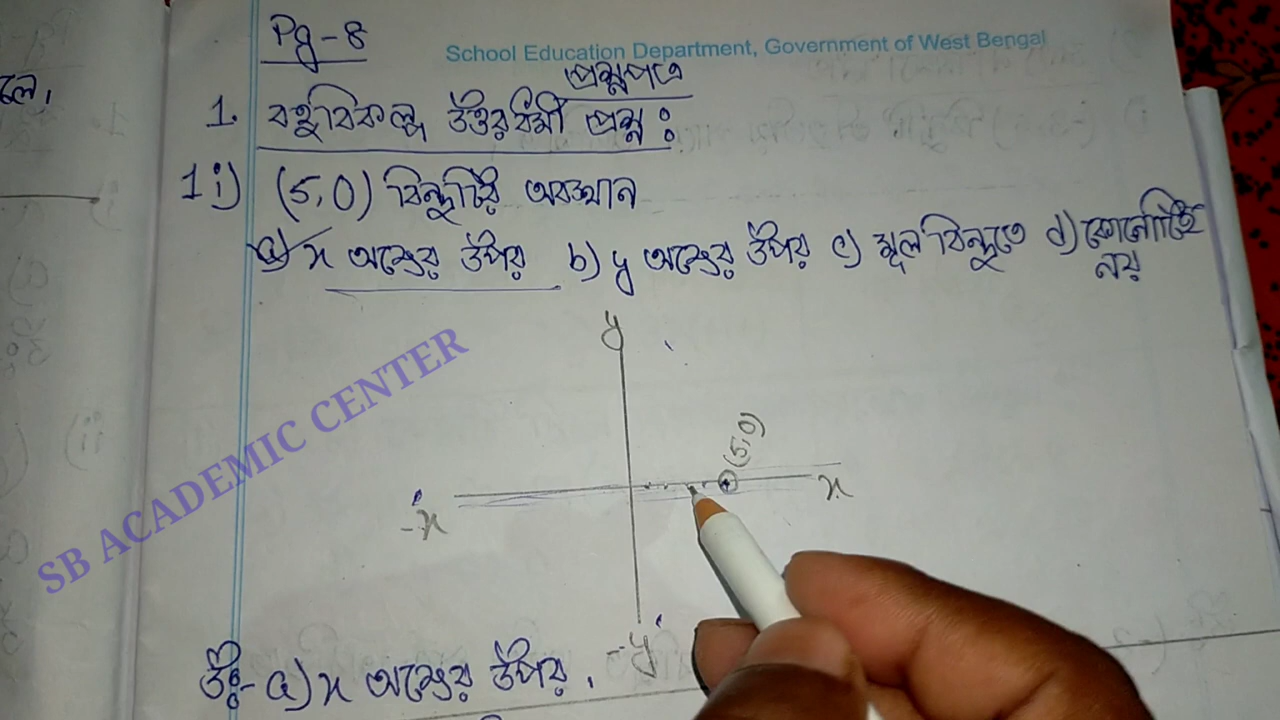 লে,
Pg-8
School Education Department, Government of West Bengal
প্রশ্নপত্র
1. বহুবিকল্প উত্তরধর্মী প্রশ্ন :
1 i) (5,0) বিন্দুটির অবস্থান
a) x অক্ষের উপর b) y অক্ষের উপর c) মূল বিন্দুতে d) কোনোটিই
নয়
y
(5,0)
x
-x'
-y'
SB ACADEMIC CENTER
উঃ- a) x অক্ষের উপর.